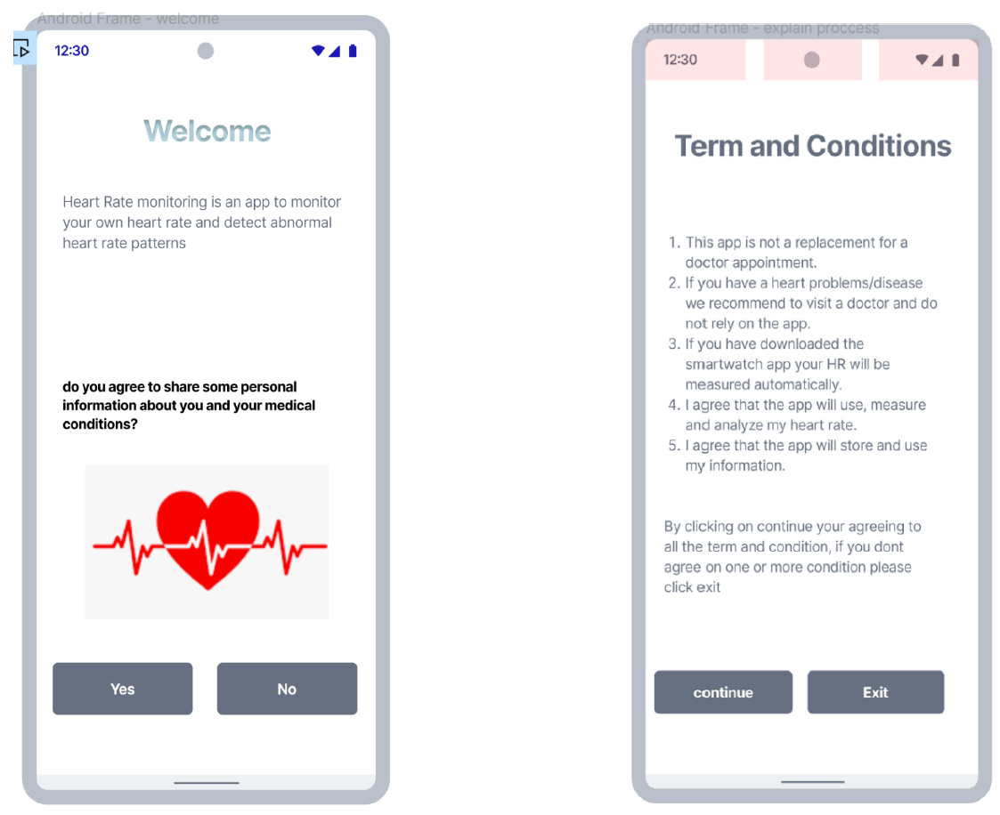 Android Frame - welcome
12:30
Welcome
Heart Rate monitoring is an app to monitor
your own heart rate and detect abnormal
heart rate patterns
do you agree to share some personal
information about you and your medical
conditions?
Yes
No
Android Frame - explain proccess
12:30
Term and Conditions
1. This app is not a replacement for a
doctor appointment.
2. If you have a heart problems/disease
we recommend to visit a doctor and do
not rely on the app.
3. If you have downloaded the
smartwatch app your HR will be
measured automatically.
4. I agree that the app will use, measure
and analyze my heart rate.
5. I agree that the app will store and use
my information.
By clicking on continue your agreeing to
all the term and condition, if you dont
agree on one or more condition please
click exit
continue
Exit